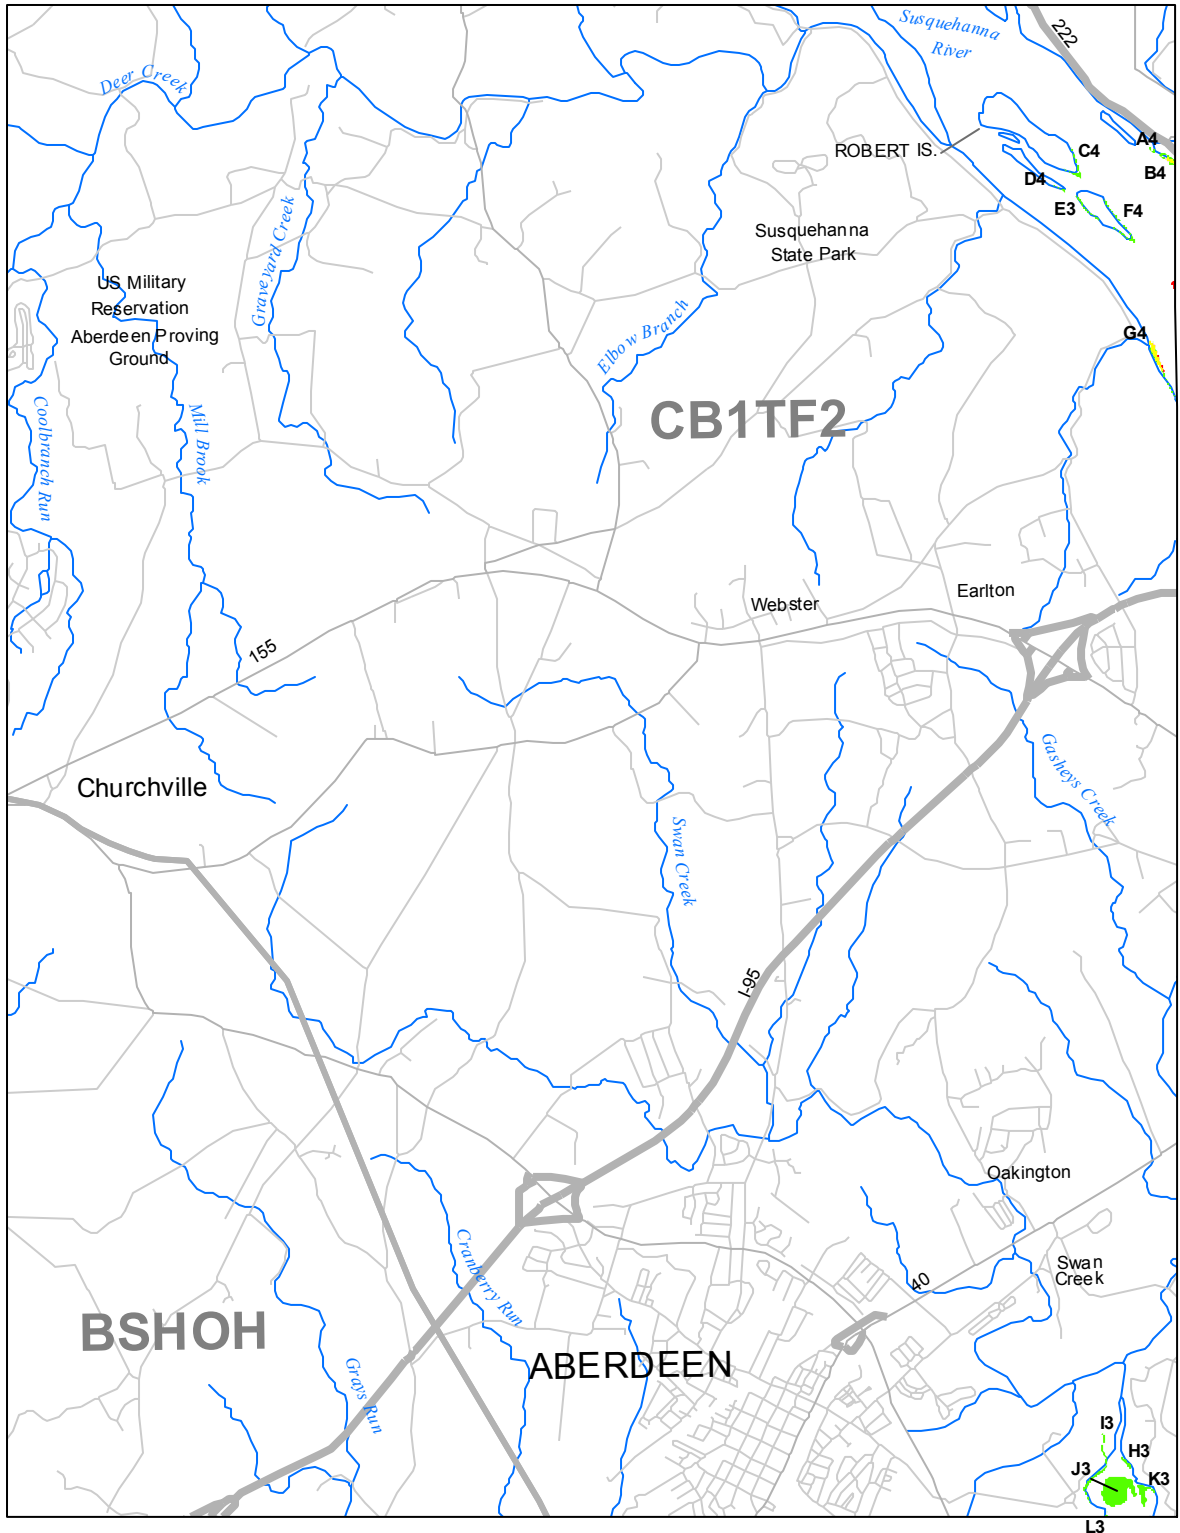 Susquehanna
River
222
Deer Creek
A4
C4
ROBERT IS.
B4
D4
E3
F4
Graveyard Creek
Susquehanna
State Park
US Military
Reservation
Aberdeen Proving
Ground
Elbow Branch
G4
CB1TF2
Coolbranch Run
Mill Brook
Earlton
Webster
155
Gasheys Creek
Churchville
Swan Creek
I-95
Oakington
Swan
Creek
40
Cranberry Run
BSHOH
ABERDEEN
Grays Run
I3
H3
J3
K3
L3